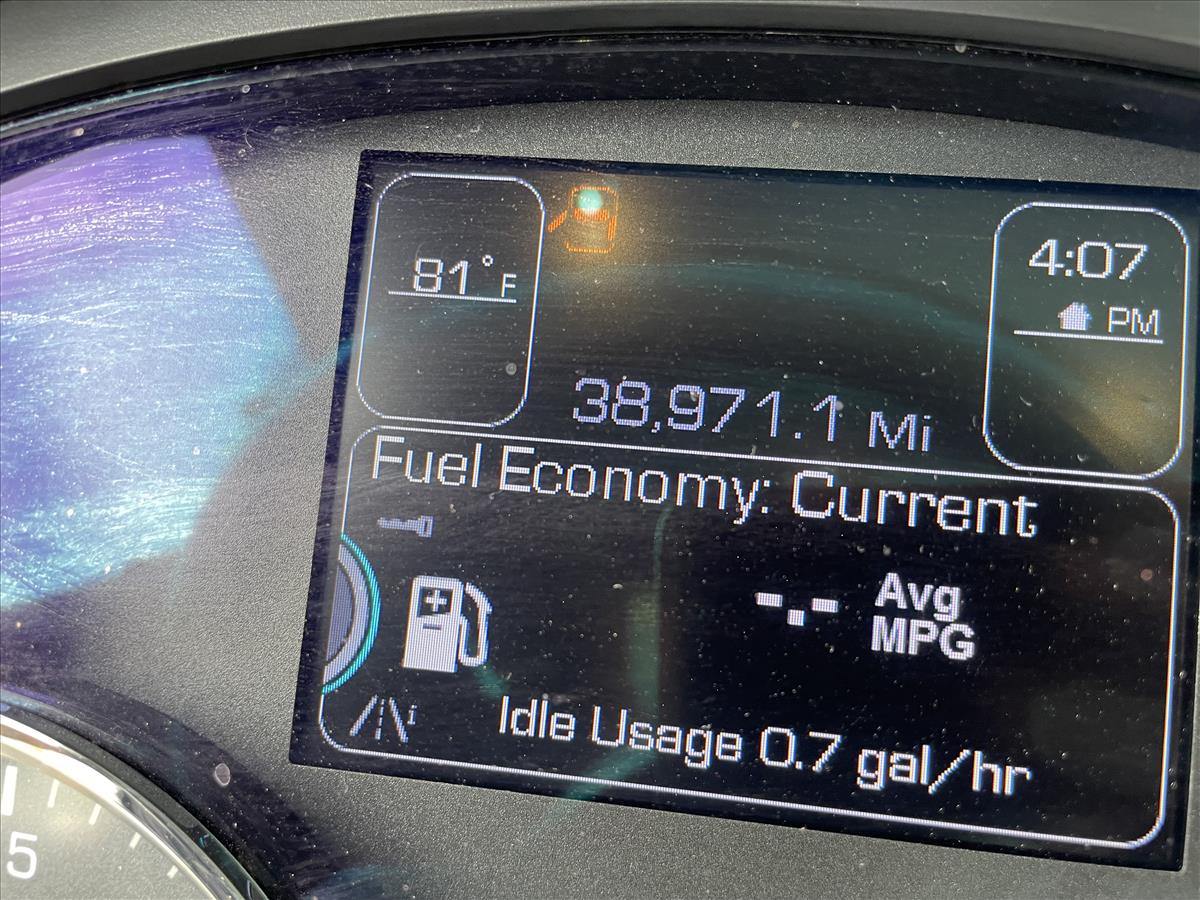 81°F
4:07
PM
38,971.1 Mi
Fuel Economy: Current
-.- Avg
MPG
i
Idle Usage 0.7 gal/hr
5